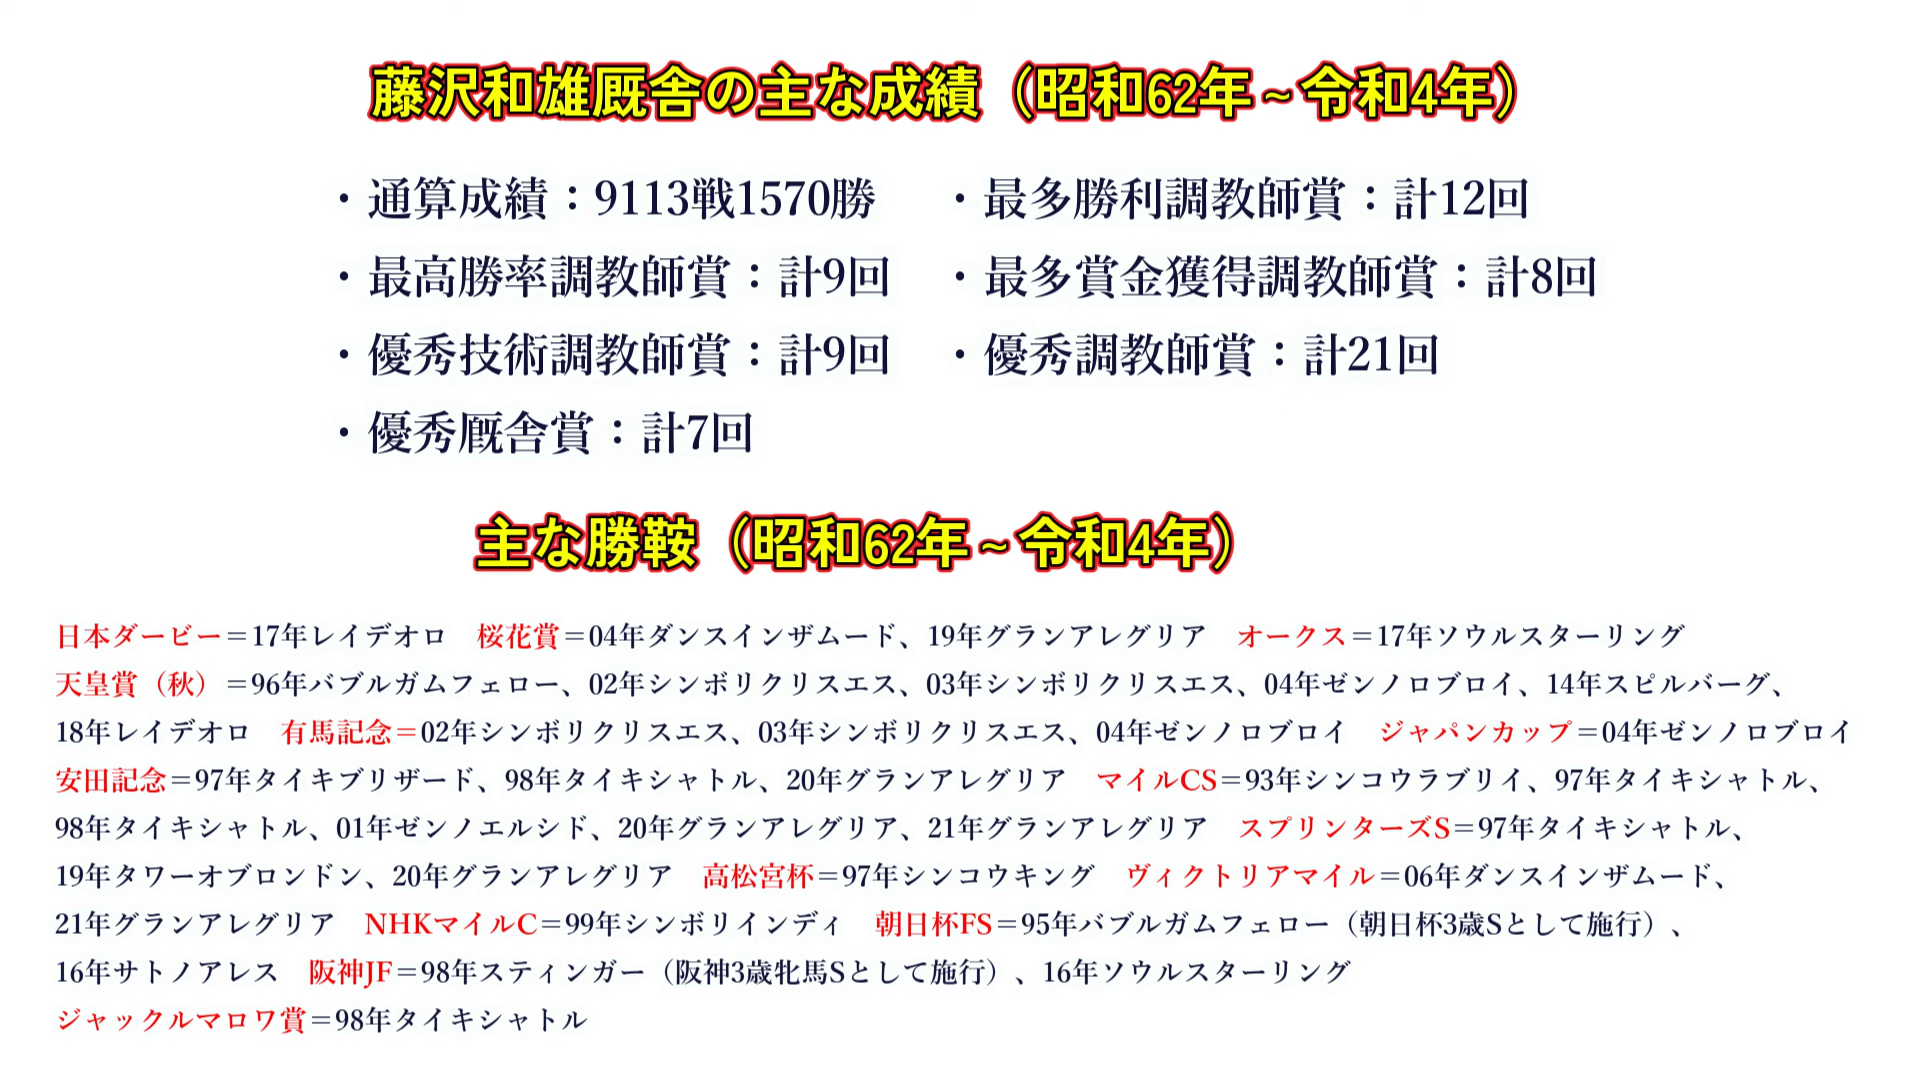 藤沢和雄厩舎の主な成績（昭和62年～令和4年）
・通算成績：9113戦1570勝　・最多勝利調教師賞：計12回
・最高勝率調教師賞：計9回　・最多賞金獲得調教師賞：計8回
・優秀技術調教師賞：計9回　・優秀調教師賞：計21回
・優秀厩舎賞：計7回
主な勝鞍（昭和62年～令和4年）
日本ダービー＝17年レイデオロ　桜花賞＝04年ダンスインザムード、19年グランアレグリア　オークス＝17年ソウルスターリング
天皇賞（秋）＝96年バブルガムフェロー、02年シンボリクリスエス、03年シンボリクリスエス、04年ゼンノロブロイ、14年スピルバーグ、
18年レイデオロ　有馬記念＝02年シンボリクリスエス、03年シンボリクリスエス、04年ゼンノロブロイ　ジャパンカップ＝04年ゼンノロブロイ
安田記念＝97年タイキブリザード、98年タイキシャトル、20年グランアレグリア　マイルCS＝93年シンコウラブリイ、97年タイキシャトル、
98年タイキシャトル、01年ゼンノエルシド、20年グランアレグリア、21年グランアレグリア　スプリンターズS＝97年タイキシャトル、
19年タワーオブロンドン、20年グランアレグリア　高松宮杯＝97年シンコウキング　ヴィクトリアマイル＝06年ダンスインザムード、
21年グランアレグリア　NHKマイルC＝99年シンボリインディ　朝日杯FS＝95年バブルガムフェロー（朝日杯3歳Sとして施行）、
16年サトノアレス　阪神JF＝98年スティンガー（阪神3歳牝馬Sとして施行）、16年ソウルスターリング
ジャックルマロワ賞＝98年タイキシャトル